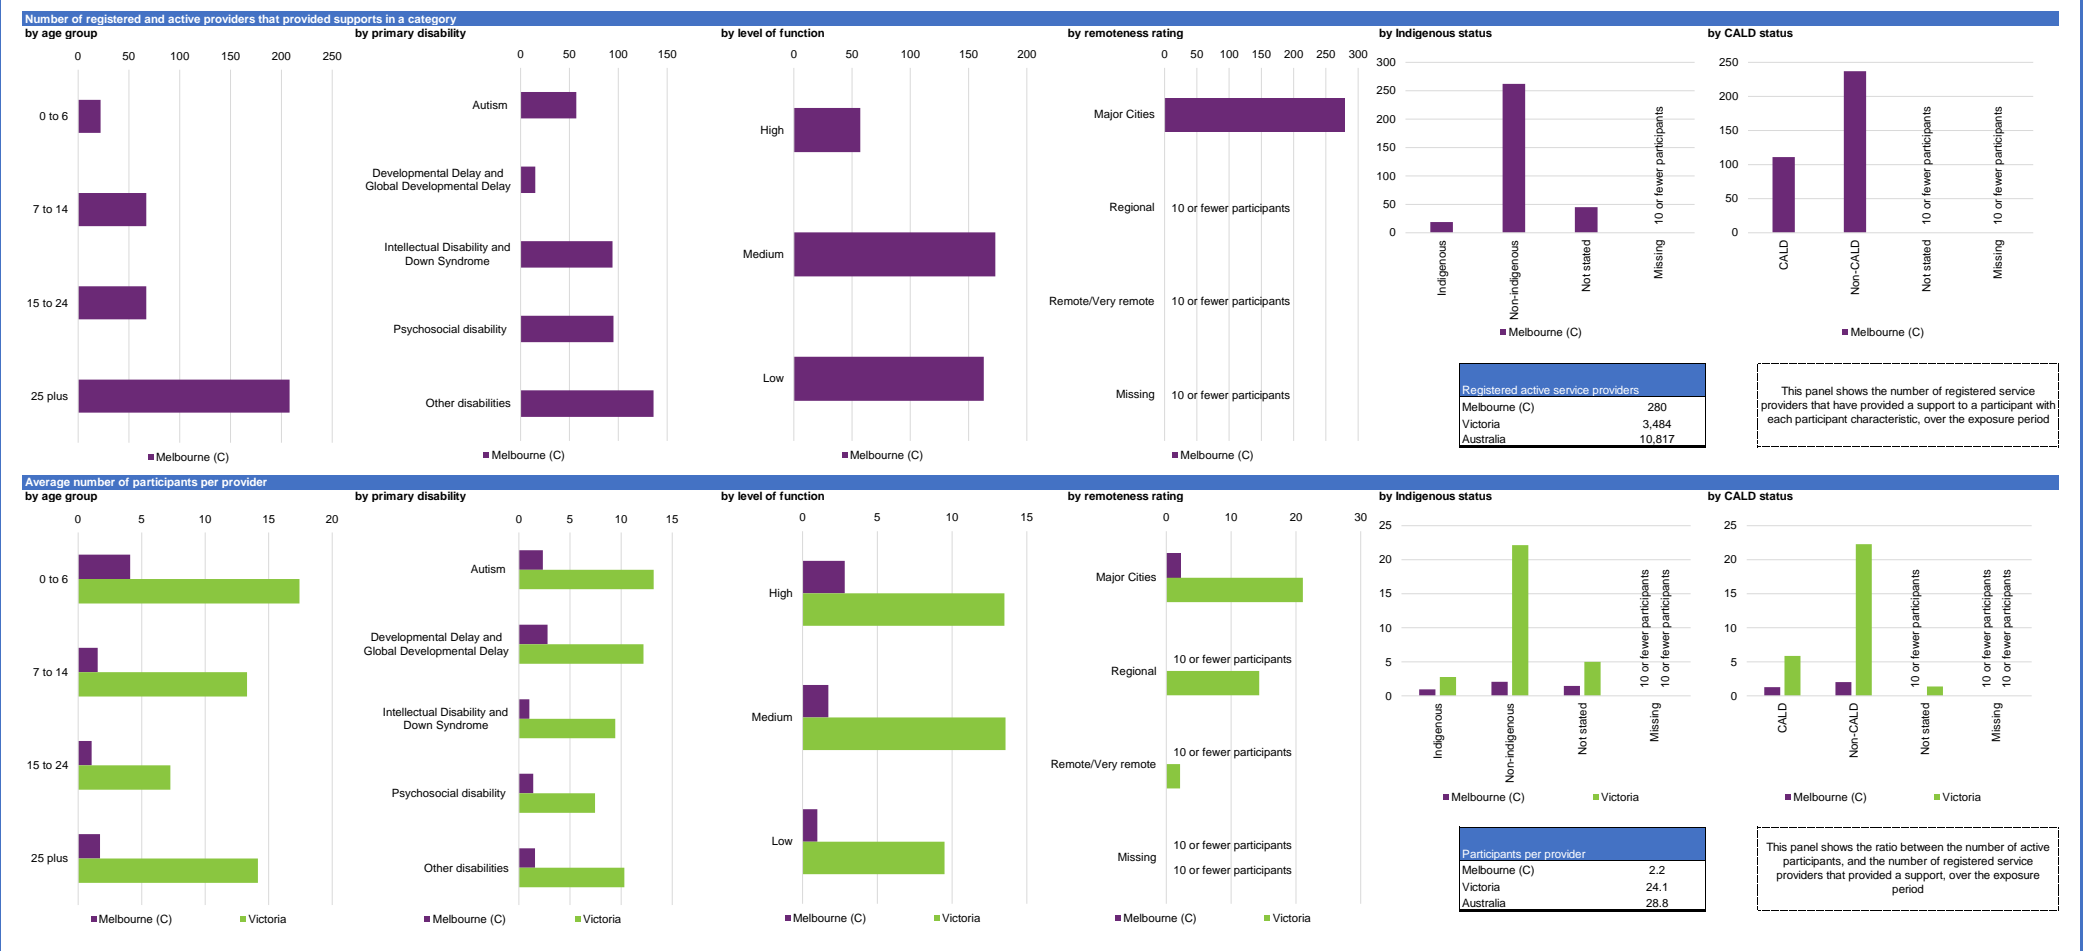 Number of registered and active providers that provided supports in a category
by age group
0 50 100 150 200 250
0 to 6
7 to 14
15 to 24
25 plus
Melbourne (C)
by primary disability
0 50 100 150
Autism
Developmental Delay and
Global Developmental Delay
Intellectual Disability and
Down Syndrome
Psychosocial disability
Other disabilities
Melbourne (C)
by level of function
0 50 100 150 200
High
Medium
Low
Melbourne (C)
by remoteness rating
0 50 100 150 200 250 300
Major Cities
Regional 10 or fewer participants
Remote/Very remote 10 or fewer participants
Missing 10 or fewer participants
Melbourne (C)
by Indigenous status
300
250
200
150
100
50
0
10 or fewer participants
Indigenous
Non-indigenous
Not stated
Missing
Melbourne (C)
by CALD status
250
200
150
100
50
0
10 or fewer participants
10 or fewer participants
CALD
Non-CALD
Not stated
Missing
Melbourne (C)
Registered active service providers
Melbourne (C) 280
Victoria 3,484
Australia 10,817
This panel shows the number of registered service
providers that have provided a support to a participant with
each participant characteristic, over the exposure period
Average number of participants per provider
by age group
0 5 10 15 20
0 to 6
7 to 14
15 to 24
25 plus
Melbourne (C) Victoria
by primary disability
0 5 10 15
Autism
Developmental Delay and
Global Developmental Delay
Intellectual Disability and
Down Syndrome
Psychosocial disability
Other disabilities
Melbourne (C) Victoria
by level of function
0 5 10 15
High
Medium
Low
Melbourne (C) Victoria
by remoteness rating
0 10 20 30
Major Cities
10 or fewer participants
Regional
10 or fewer participants
Remote/Very remote
10 or fewer participants
Missing
10 or fewer participants
Melbourne (C) Victoria
by Indigenous status
25
20
15
10
5
0
10 or fewer participants
10 or fewer participants
Indigenous
Non-indigenous
Not stated
Missing
Melbourne (C) Victoria
by CALD status
25
20
15
10
5
0
10 or fewer participants
10 or fewer participants
10 or fewer participants
CALD
Non-CALD
Not stated
Missing
Melbourne (C) Victoria
Participants per provider
Melbourne (C) 2.2
Victoria 24.1
Australia 28.8
This panel shows the ratio between the number of active
participants, and the number of registered service
providers that provided a support, over the exposure
period